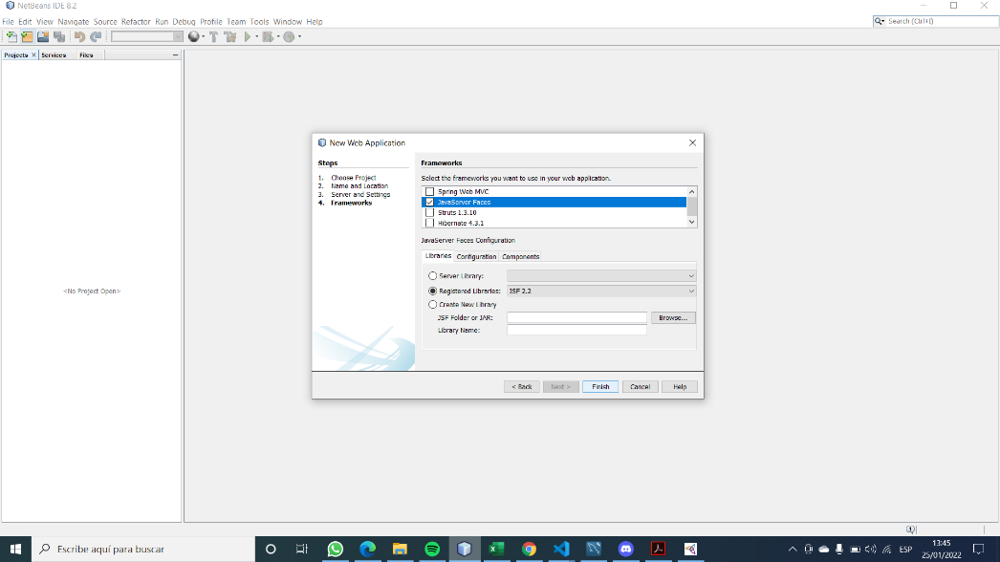 NetBeans IDE 8.2
File Edit View Navigate Source Refactor Run Debug Profile Team Tools Window Help
Search (Ctrl+I)
Projects Services Files
<No Project Open>
New Web Application
Steps
1. Choose Project
2. Name and Location
3. Server and Settings
4. Frameworks
Frameworks
Select the frameworks you want to use in your web application.
Spring Web MVC
JavaServer Faces
Struts 1.3.10
Hibernate 4.3.1
JavaServer Faces Configuration
Libraries Configuration Components
Server Library:
Registered Libraries: JSF 2.2
Create New Library
JSF Folder or JAR: Browse...
Library Name:
< Back Next > Finish Cancel Help
1
Escribe aquí para buscar
ESP
13:45
25/01/2022